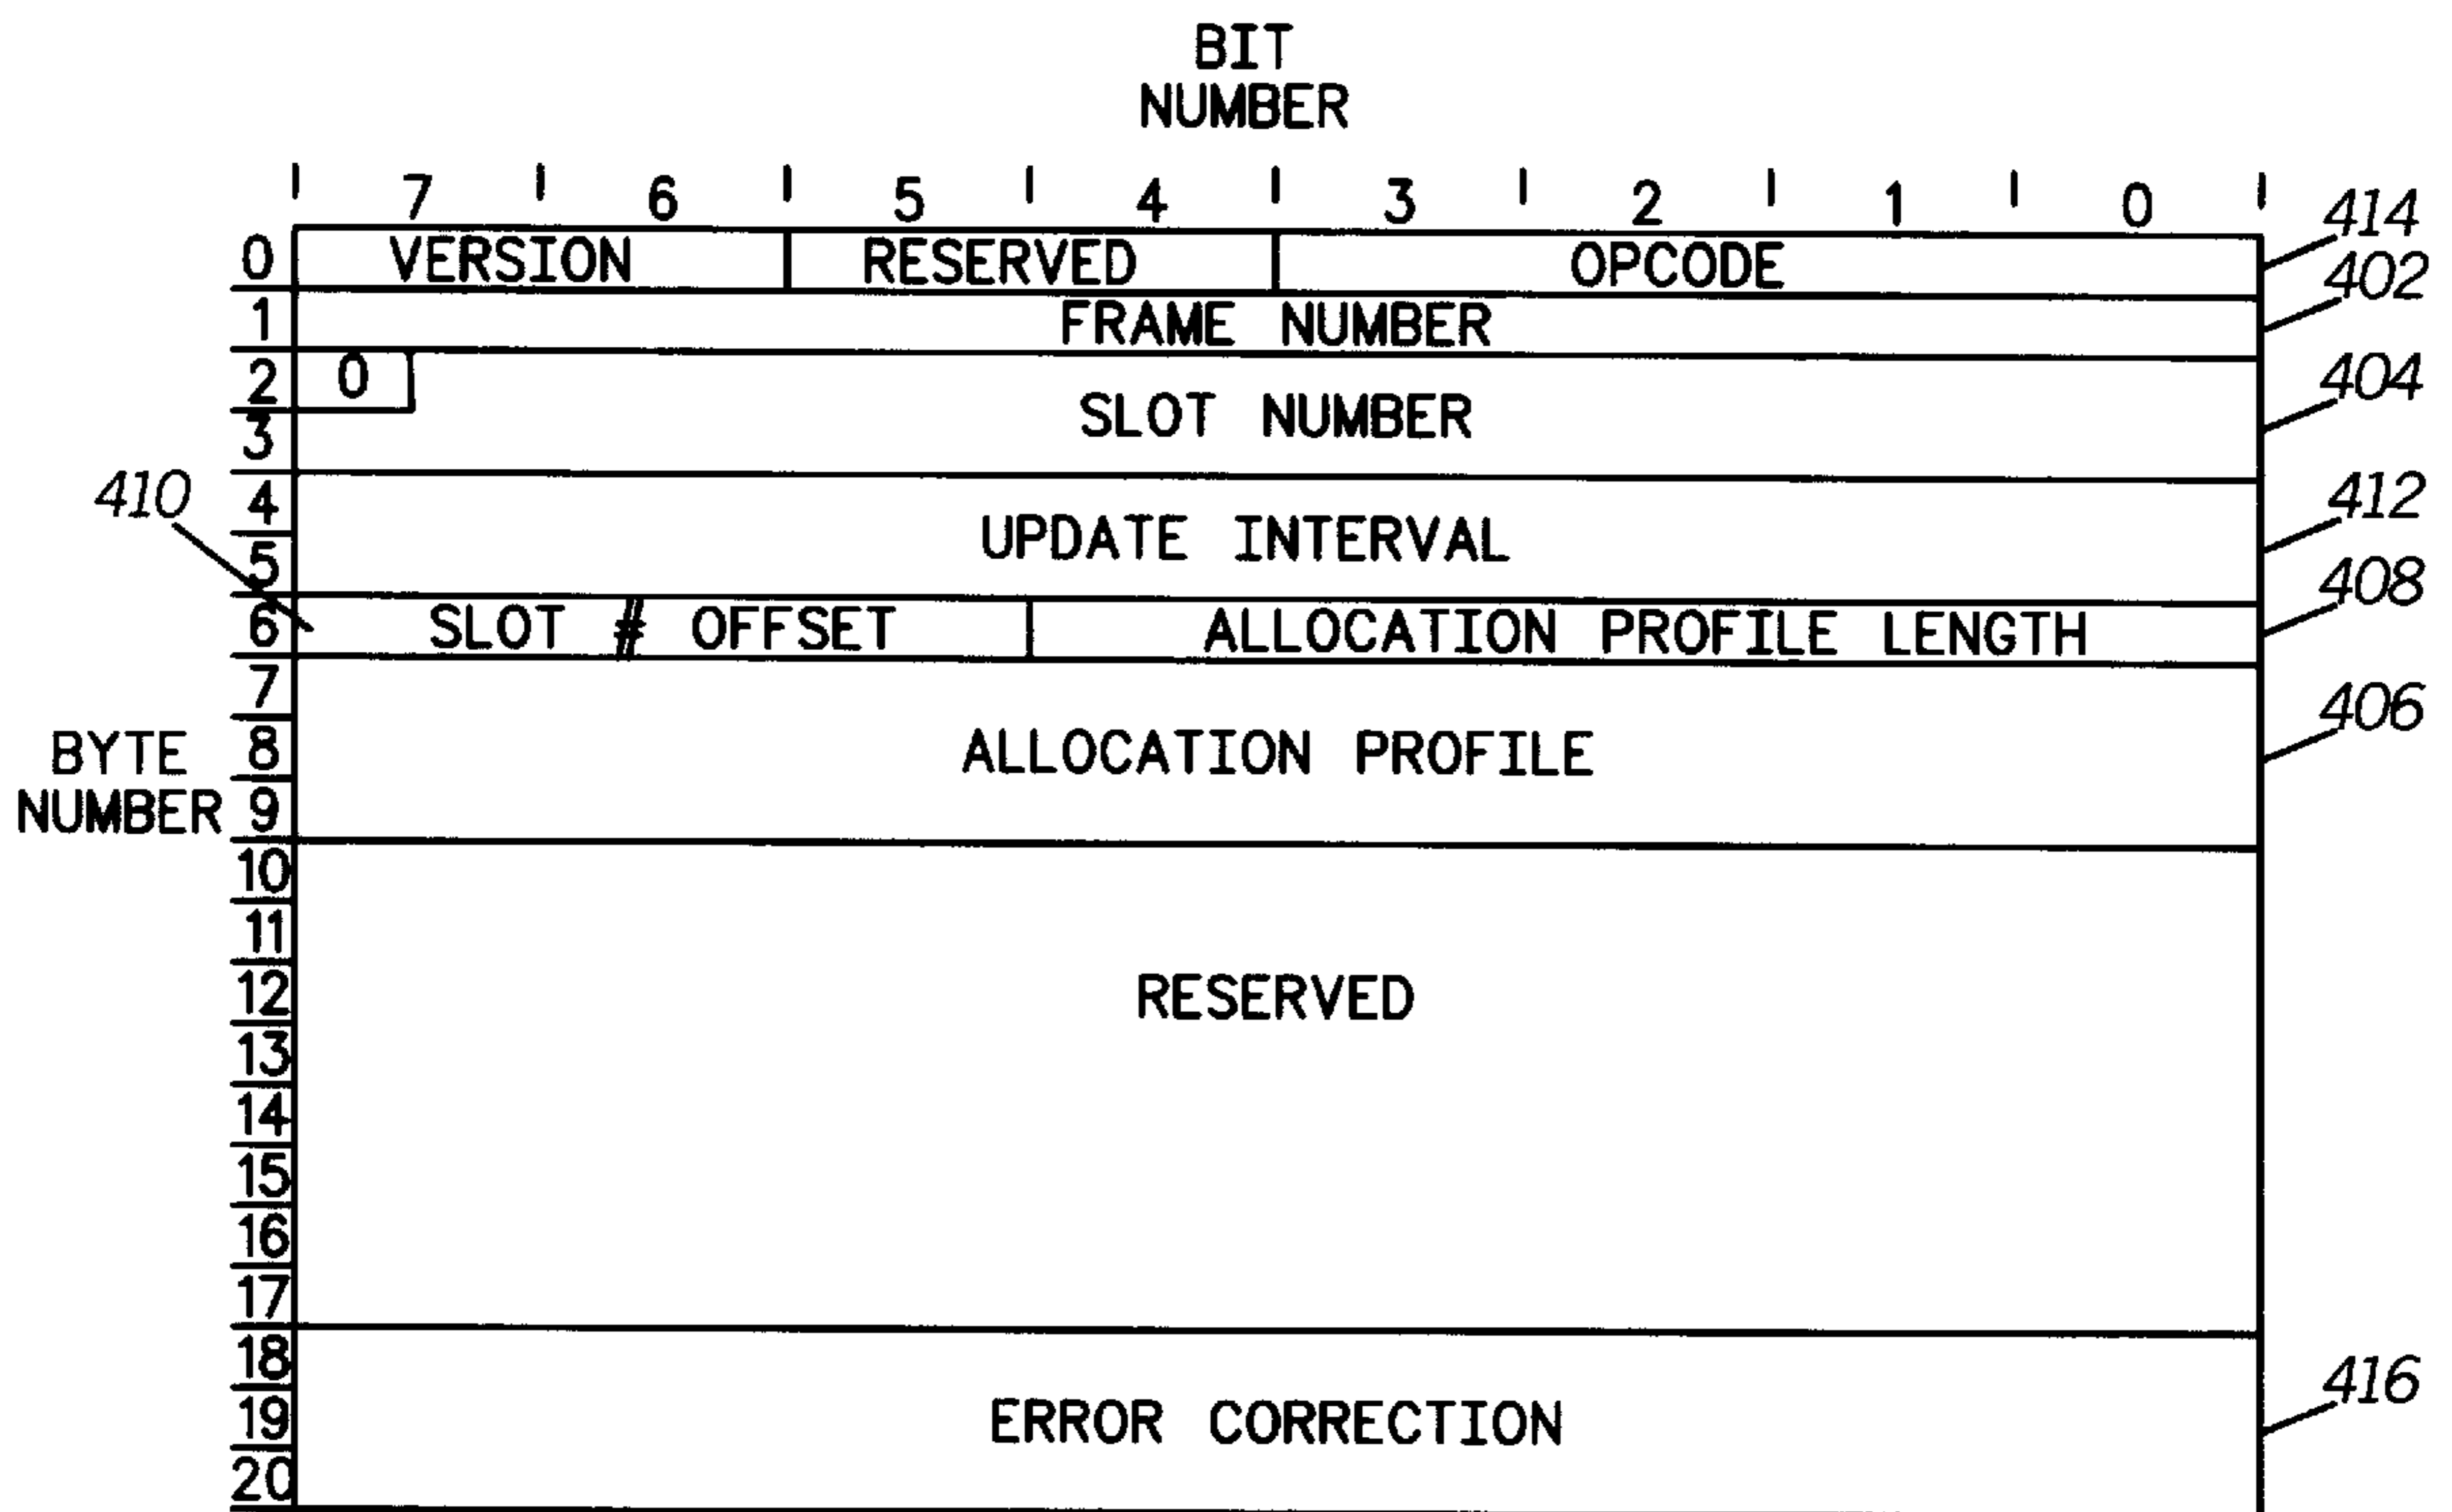 BIT
NUMBER
7 6 5 4 3 2 1 0
414
0 VERSION RESERVED OPCODE
402
1 FRAME NUMBER
2 0
404
3 SLOT NUMBER
410
4
412
UPDATE INTERVAL
5
408
6 SLOT # OFFSET ALLOCATION PROFILE LENGTH
7
406
BYTE
NUMBER
8 ALLOCATION PROFILE
9
10
11
12 RESERVED
13
14
15
16
17
18
416
19 ERROR CORRECTION
20